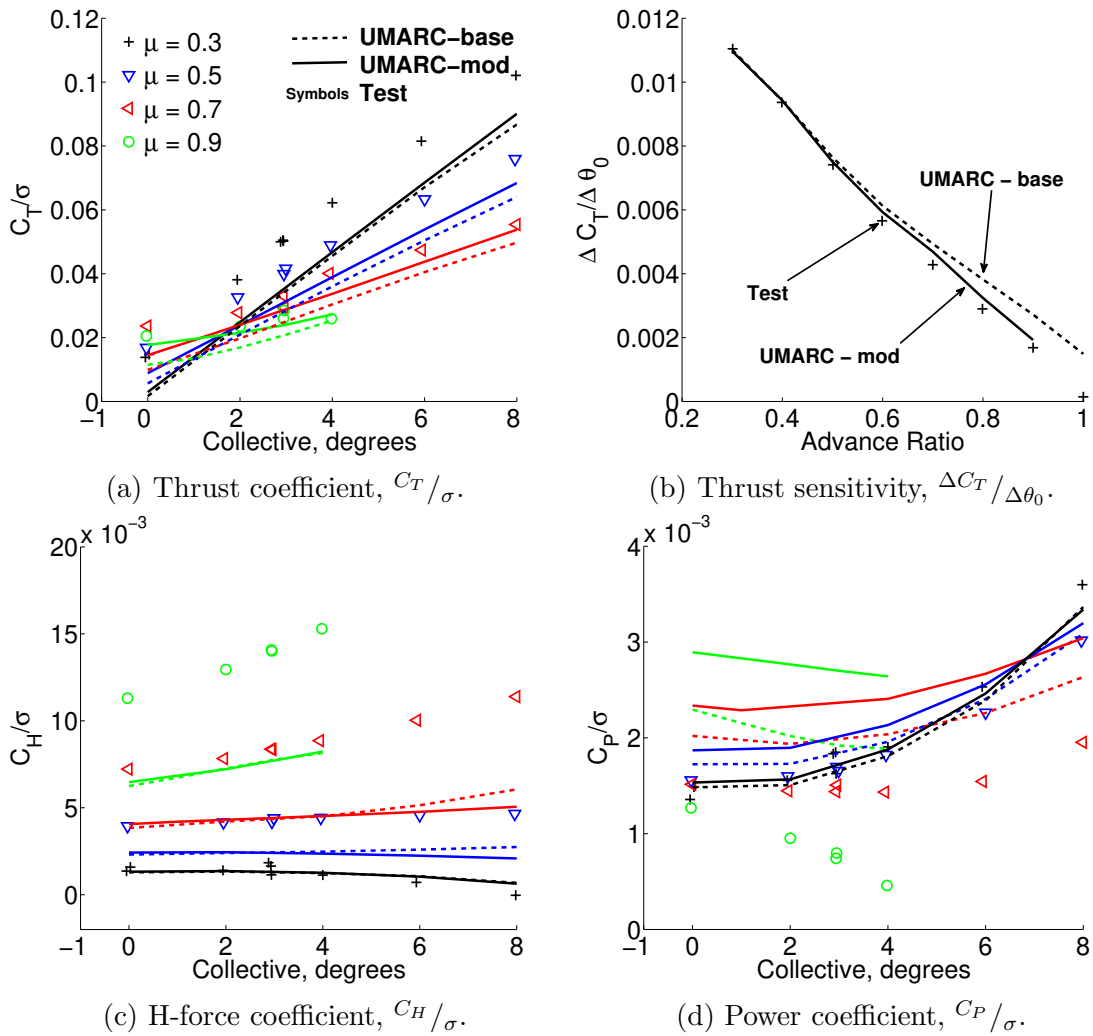 0.12
0.1
0.08
0.06
0.04
0.02
0
C_T/σ
μ = 0.3
μ = 0.5
μ = 0.7
μ = 0.9
UMARC-base
UMARC-mod
Symbols Test
-1 0 2 4 6 8
Collective, degrees
(a) Thrust coefficient, C_T/σ.
0.012
0.01
0.008
0.006
0.004
0.002
0
Δ C_T/Δ θ_0
UMARC - base
Test
UMARC - mod
0.2 0.4 0.6 0.8 1
Advance Ratio
(b) Thrust sensitivity, ΔC_T/Δθ_0.
x 10^−3
20
15
10
5
0
C_H/σ
−1 0 2 4 6 8
Collective, degrees
(c) H-force coefficient, C_H/σ.
x 10^−3
4
3
2
1
0
C_P/σ
−1 0 2 4 6 8
Collective, degrees
(d) Power coefficient, C_P/σ.